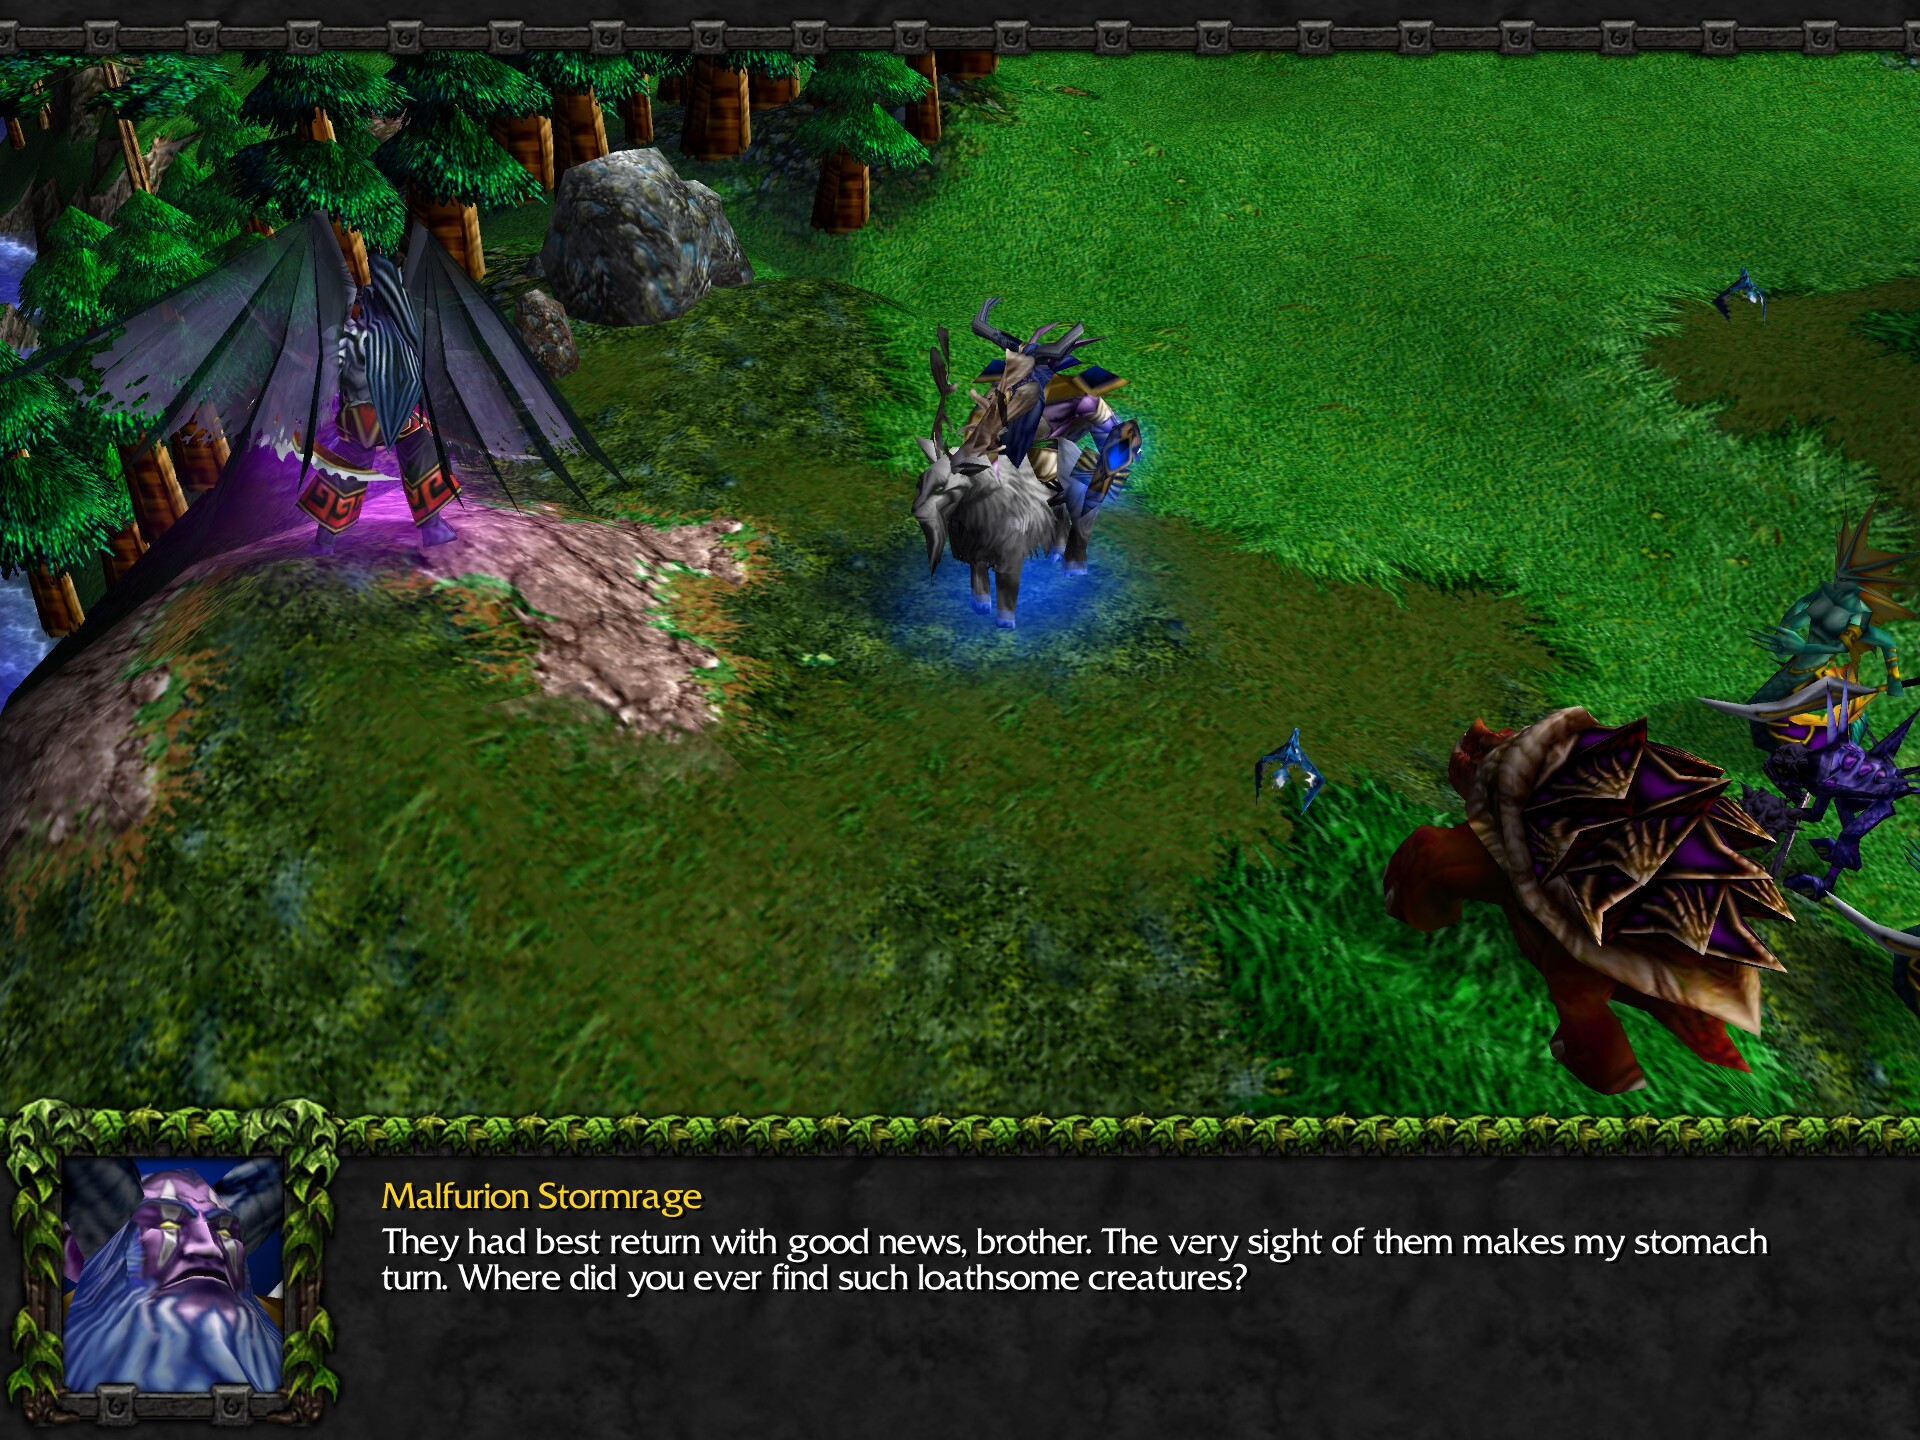 Malfurion Stormrage
They had best return with good news, brother. The very sight of them makes my stomach
turn. Where did you ever find such loathsome creatures?